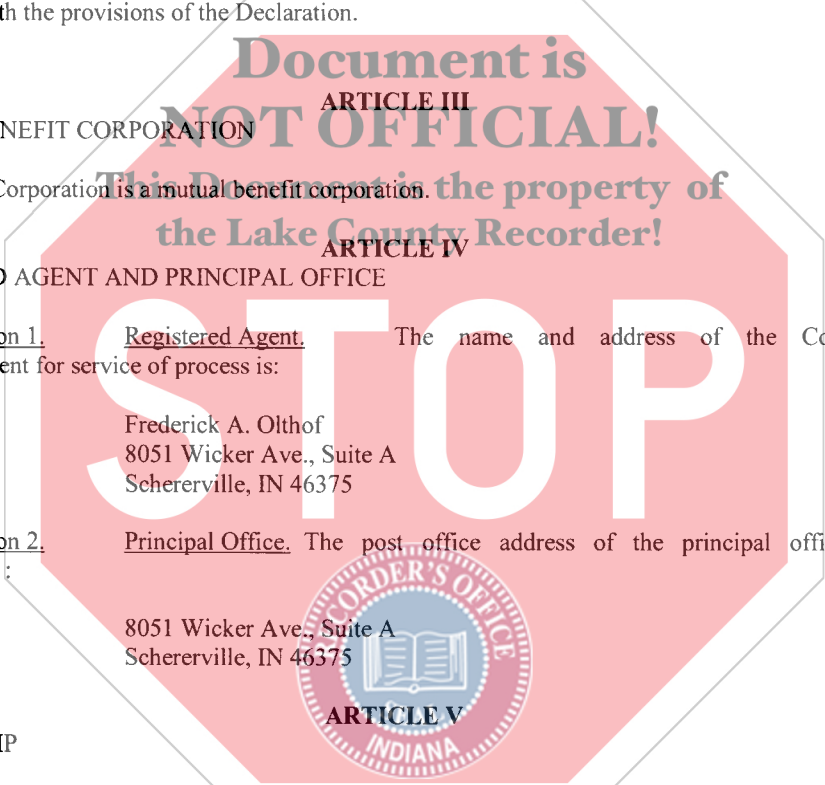 th the provisions of the Declaration.
Document is
ARTICLE III
NOT OFFICIAL!
NEFIT CORPORATION
Corporation is a mutual benefit corporation.
This Document is the property of
the Lake County Recorder!
ARTICLE IV
D AGENT AND PRINCIPAL OFFICE
STOP
on 1. Registered Agent. The name and address of the Co
ent for service of process is:
Frederick A. Olthof
8051 Wicker Ave., Suite A
Schererville, IN 46375
on 2. Principal Office. The post office address of the principal offi
:
RECORDER'S OFFICE
8051 Wicker Ave., Suite A
Schererville, IN 46375
ARTICLE V
INDIANA
IP